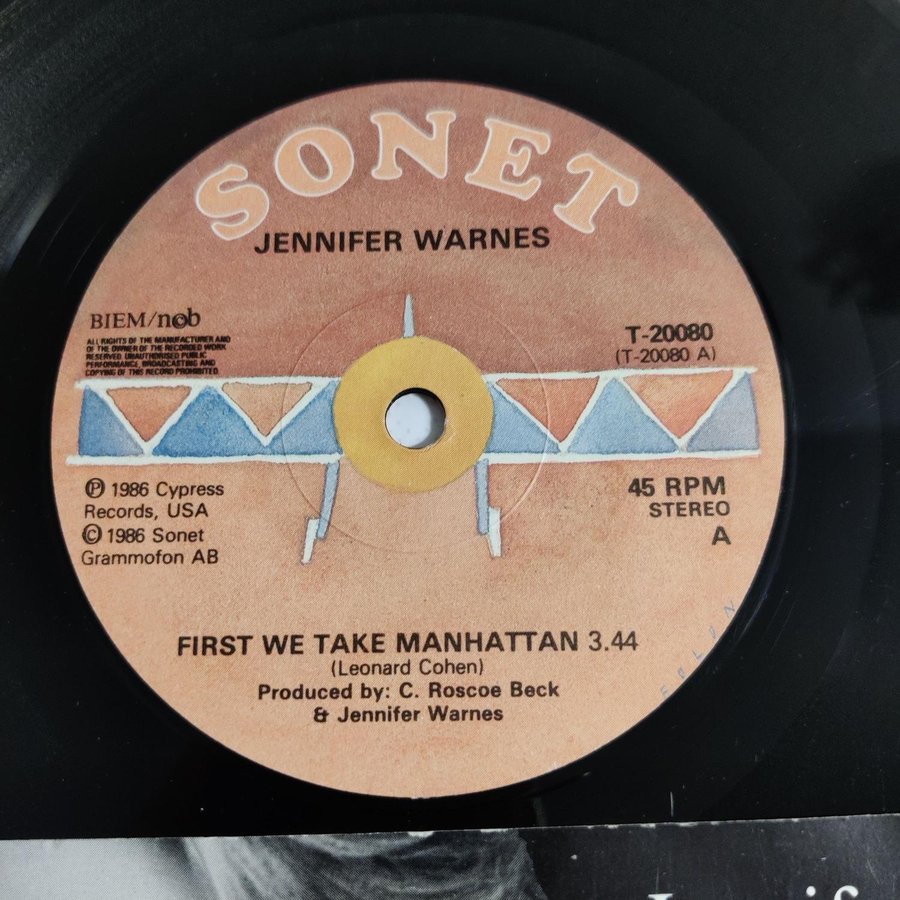 SONET
JENNIFER WARNES
BIEM/ncb
ALL RIGHTS OF THE MANUFACTURER AND
OF THE OWNER OF THE RECORDED WORK
RESERVED. UNAUTHORISED PUBLIC
PERFORMANCE, BROADCASTING AND
COPYING OF THIS RECORD PROHIBITED.
T-20080
(T-20080 A)
℗ 1986 Cypress
Records, USA
© 1986 Sonet
Grammofon AB
45 RPM
STEREO
A
FIRST WE TAKE MANHATTAN 3.44
(Leonard Cohen)
Produced by: C. Roscoe Beck
& Jennifer Warnes
FOLON